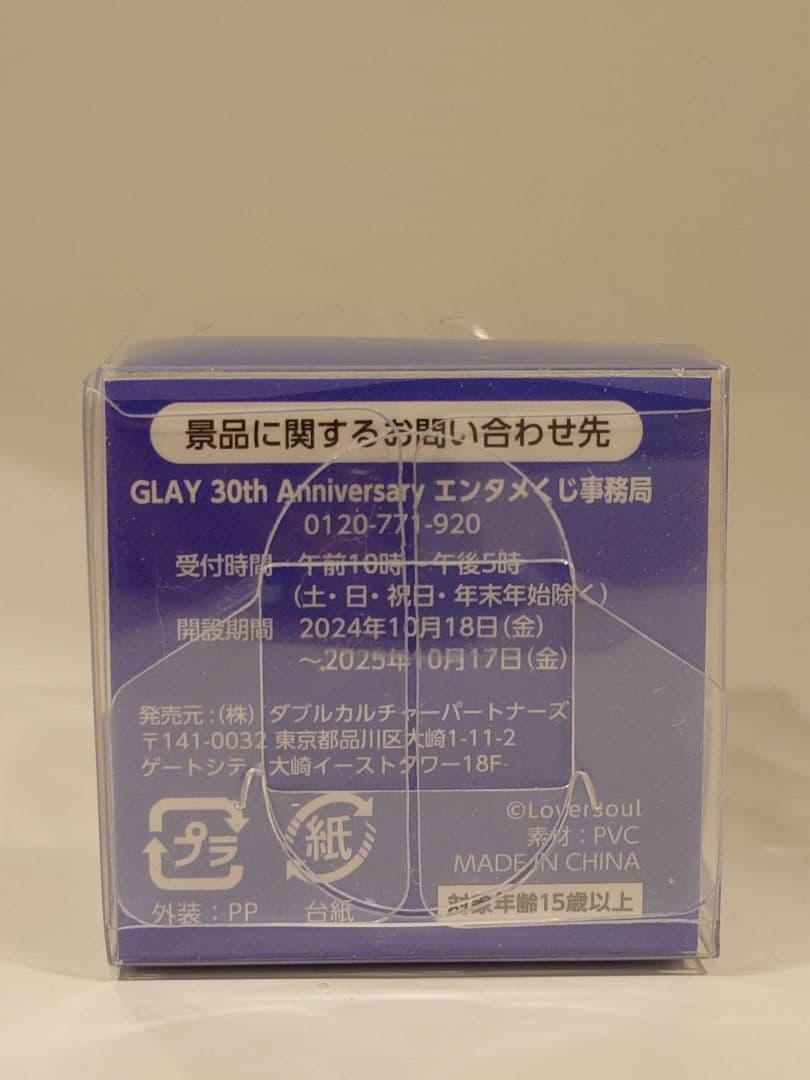 景品に関するお問い合わせ先
GLAY 30th Anniversary エンタメくじ事務局
0120-771-920
受付時間 午前10時~午後5時
(土・日・祝日・年末年始除く)
開設期間 2024年10月18日(金)
~2025年10月17日(金)
発売元:(株)ダブルカルチャーパートナーズ
〒141-0032 東京都品川区大崎1-11-2
ゲートシティ大崎イーストタワー18F
プラ
紙
外装:PP
台紙
©Loversoul
素材:PVC
MADE IN CHINA
対象年齢15歳以上